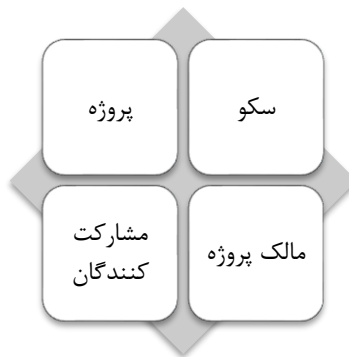 سکو
پروژه
مالک پروژه
مشارکت
کنندگان